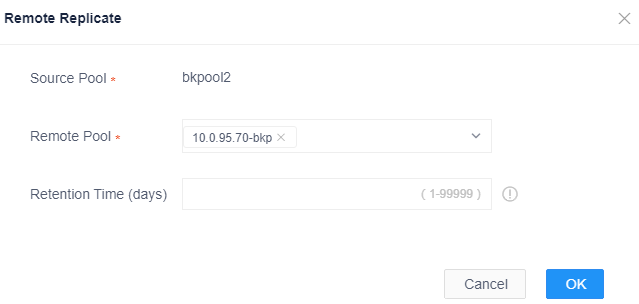 Remote Replicate
Source Pool * bkpool2
Remote Pool * 10.0.95.70-bkp
Retention Time (days) ( 1-99999 )
Cancel OK